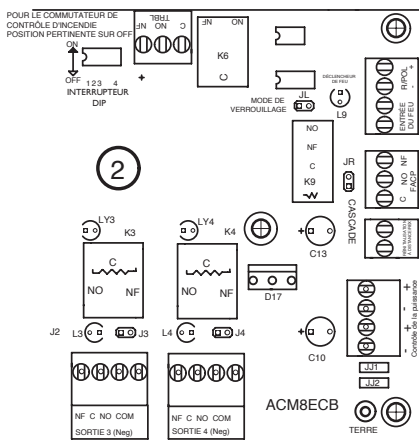 POUR LE COMMUTATEUR DE
CONTRÔLE D'INCENDIE
POSITION PERTINENTE SUR OFF
ON
OFF
1 2 3 4
INTERRUPTEUR
DIP
TRBL
NF NO C
NF NO
K6
C
DÉCLENCHEUR
DE FEU
MODE DE
VERROUILLAGE
JL
L9
ENTRÉE R/POL
DU FEU - +
NO
NF
C
K9
JR
CASCADE
C NO NF
FACP
2
LY3
K3
C
NO NF
LY4
K4
C
NO NF
C13
D17
J2
L3
J3
L4
J4
C10
+
-
+
-
Contrôle de la puissance
JJ1
JJ2
NF C NO COM
SORTIE 3 (Neg)
NF C NO COM
SORTIE 4 (Neg)
ACM8ECB
TERRE